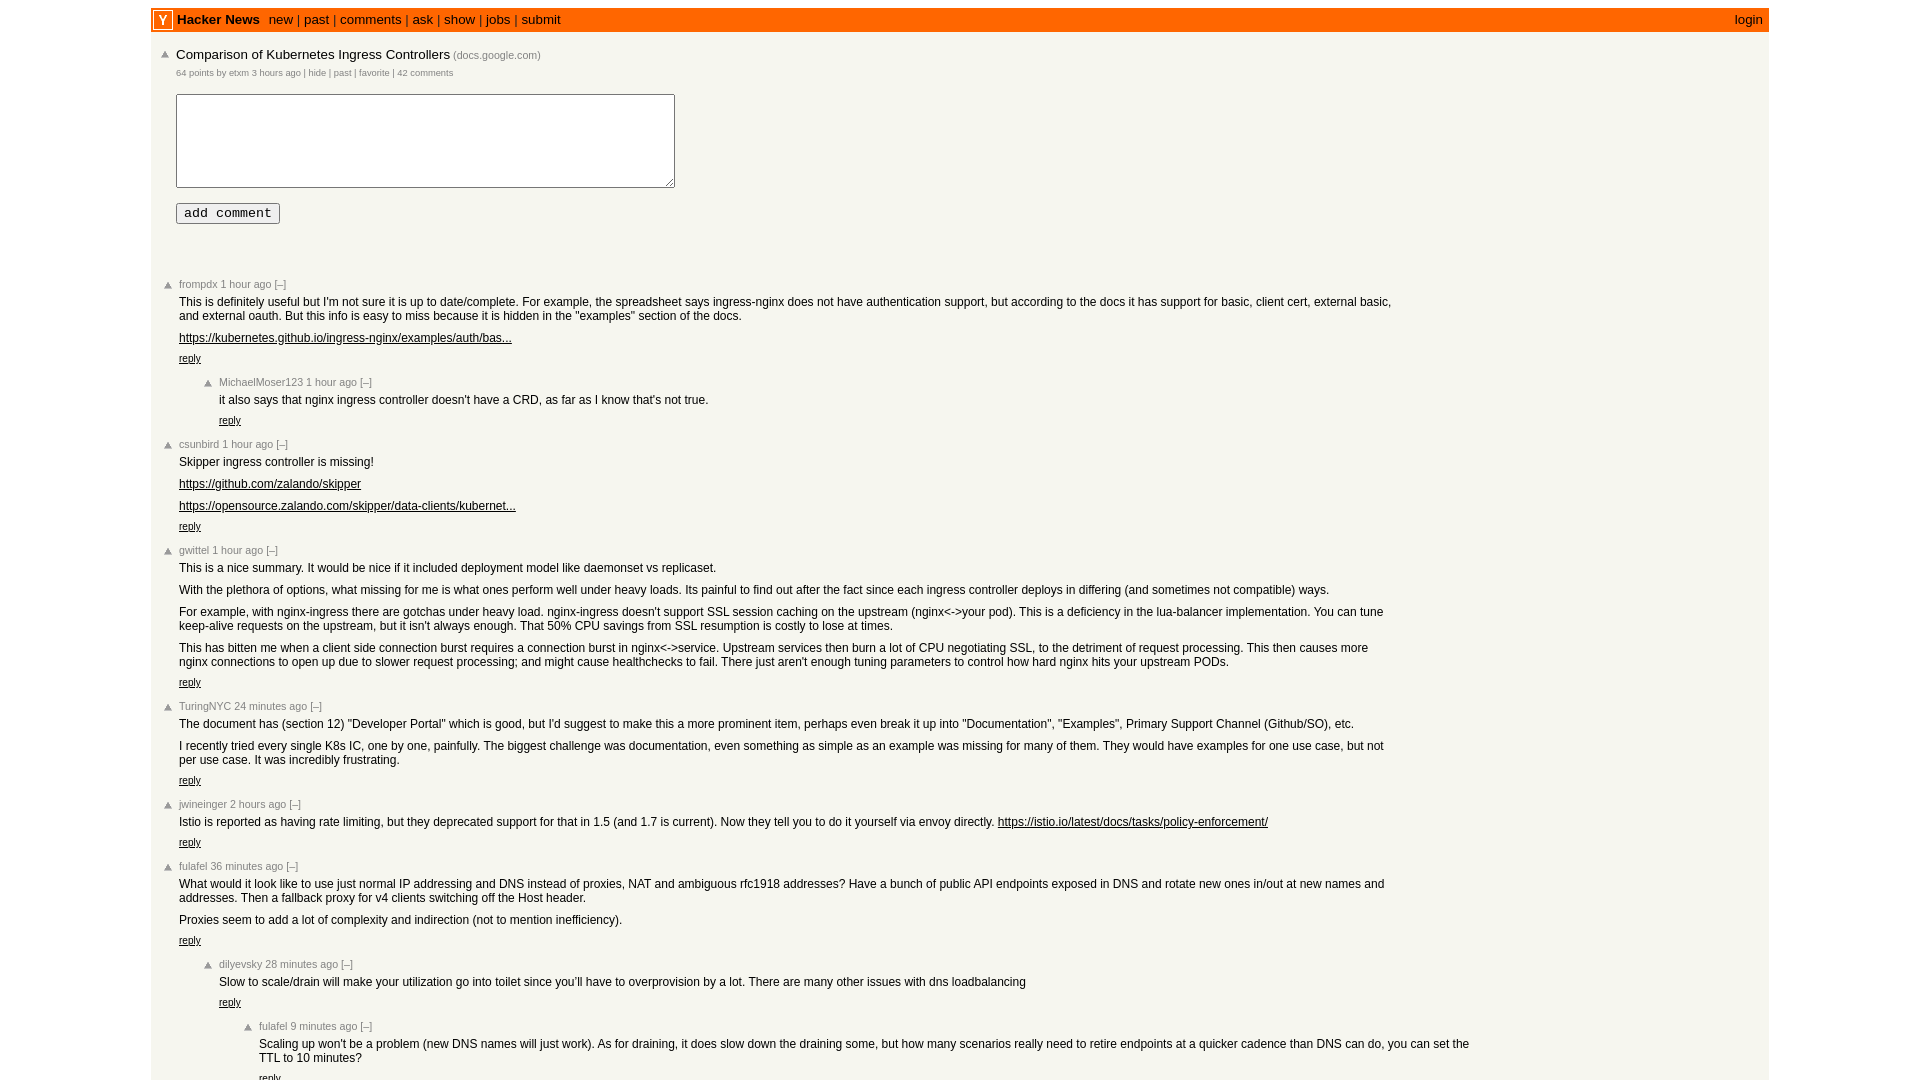 Y Hacker News new | past | comments | ask | show | jobs | submit login
Comparison of Kubernetes Ingress Controllers (docs.google.com)
64 points by etxm 3 hours ago | hide | past | favorite | 42 comments
add comment
frompdx 1 hour ago [–]
This is definitely useful but I'm not sure it is up to date/complete. For example, the spreadsheet says ingress-nginx does not have authentication support, but according to the docs it has support for basic, client cert, external basic,
and external oauth. But this info is easy to miss because it is hidden in the "examples" section of the docs.
https://kubernetes.github.io/ingress-nginx/examples/auth/bas...
reply
MichaelMoser123 1 hour ago [–]
it also says that nginx ingress controller doesn't have a CRD, as far as I know that's not true.
reply
csunbird 1 hour ago [–]
Skipper ingress controller is missing!
https://github.com/zalando/skipper
https://opensource.zalando.com/skipper/data-clients/kubernet...
reply
gwittel 1 hour ago [–]
This is a nice summary. It would be nice if it included deployment model like daemonset vs replicaset.
With the plethora of options, what missing for me is what ones perform well under heavy loads. Its painful to find out after the fact since each ingress controller deploys in differing (and sometimes not compatible) ways.
For example, with nginx-ingress there are gotchas under heavy load. nginx-ingress doesn't support SSL session caching on the upstream (nginx<->your pod). This is a deficiency in the lua-balancer implementation. You can tune
keep-alive requests on the upstream, but it isn't always enough. That 50% CPU savings from SSL resumption is costly to lose at times.
This has bitten me when a client side connection burst requires a connection burst in nginx<->service. Upstream services then burn a lot of CPU negotiating SSL, to the detriment of request processing. This then causes more
nginx connections to open up due to slower request processing; and might cause healthchecks to fail. There just aren't enough tuning parameters to control how hard nginx hits your upstream PODs.
reply
TuringNYC 24 minutes ago [–]
The document has (section 12) "Developer Portal" which is good, but I'd suggest to make this a more prominent item, perhaps even break it up into "Documentation", "Examples", Primary Support Channel (Github/SO), etc.
I recently tried every single K8s IC, one by one, painfully. The biggest challenge was documentation, even something as simple as an example was missing for many of them. They would have examples for one use case, but not
per use case. It was incredibly frustrating.
reply
jwineinger 2 hours ago [–]
Istio is reported as having rate limiting, but they deprecated support for that in 1.5 (and 1.7 is current). Now they tell you to do it yourself via envoy directly. https://istio.io/latest/docs/tasks/policy-enforcement/
reply
fulafel 36 minutes ago [–]
What would it look like to use just normal IP addressing and DNS instead of proxies, NAT and ambiguous rfc1918 addresses? Have a bunch of public API endpoints exposed in DNS and rotate new ones in/out at new names and
addresses. Then a fallback proxy for v4 clients switching off the Host header.
Proxies seem to add a lot of complexity and indirection (not to mention inefficiency).
reply
dilyevsky 28 minutes ago [–]
Slow to scale/drain will make your utilization go into toilet since you’ll have to overprovision by a lot. There are many other issues with dns loadbalancing
reply
fulafel 9 minutes ago [–]
Scaling up won't be a problem (new DNS names will just work). As for draining, it does slow down the draining some, but how many scenarios really need to retire endpoints at a quicker cadence than DNS can do, you can set the
TTL to 10 minutes?
reply